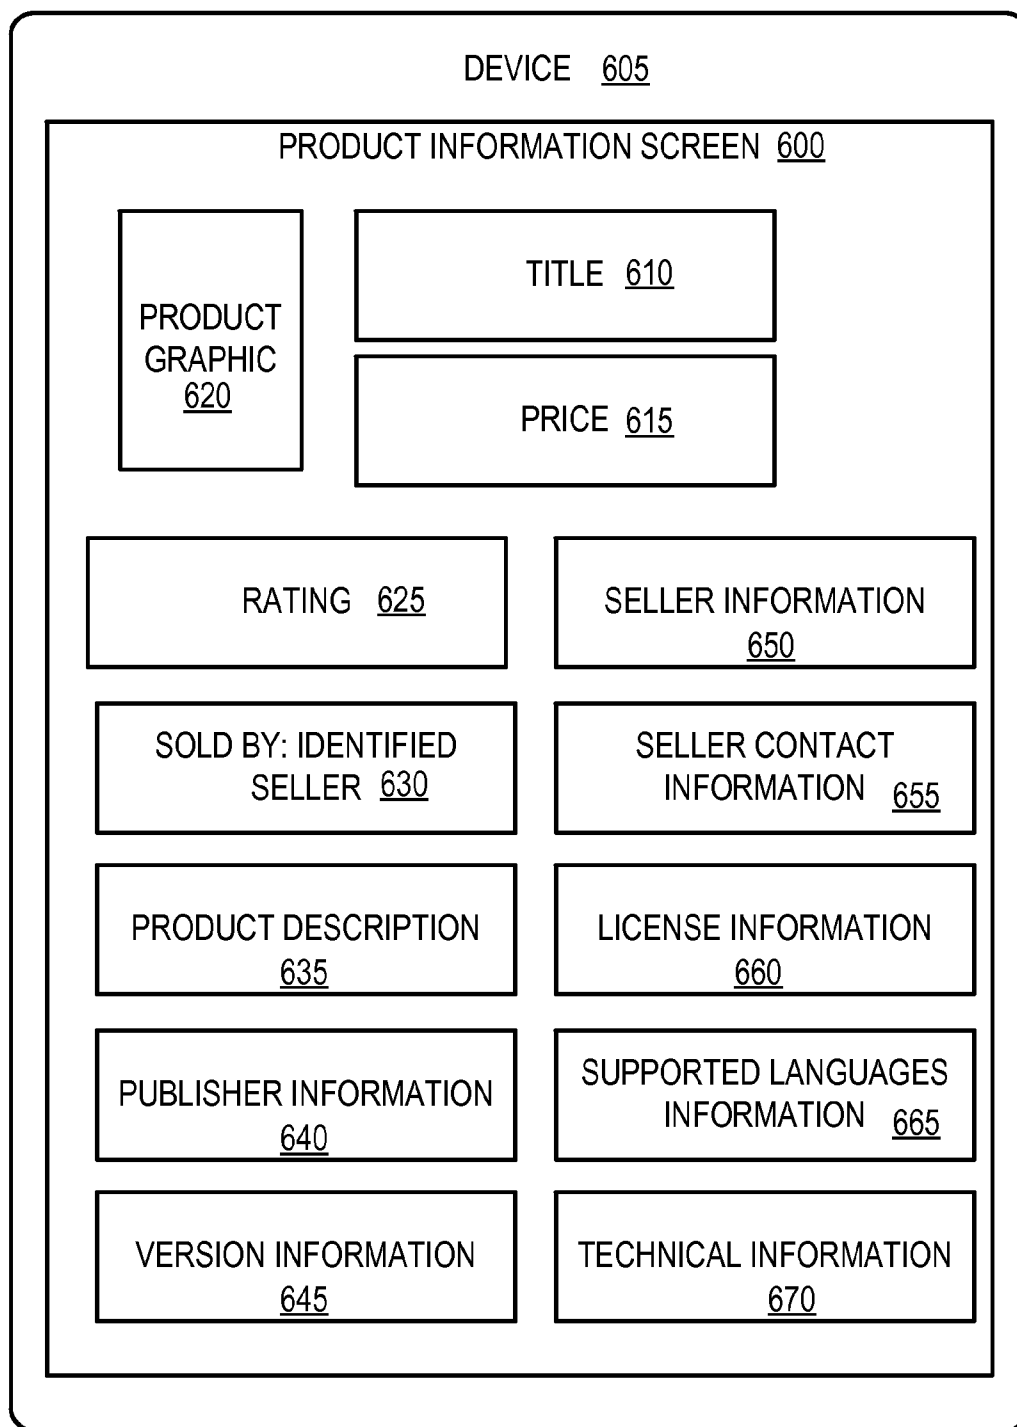 DEVICE 605
PRODUCT INFORMATION SCREEN 600
PRODUCT
GRAPHIC
620
TITLE 610
PRICE 615
RATING 625
SELLER INFORMATION
650
SOLD BY: IDENTIFIED
SELLER 630
SELLER CONTACT
INFORMATION 655
PRODUCT DESCRIPTION
635
LICENSE INFORMATION
660
PUBLISHER INFORMATION
640
SUPPORTED LANGUAGES
INFORMATION 665
VERSION INFORMATION
645
TECHNICAL INFORMATION
670